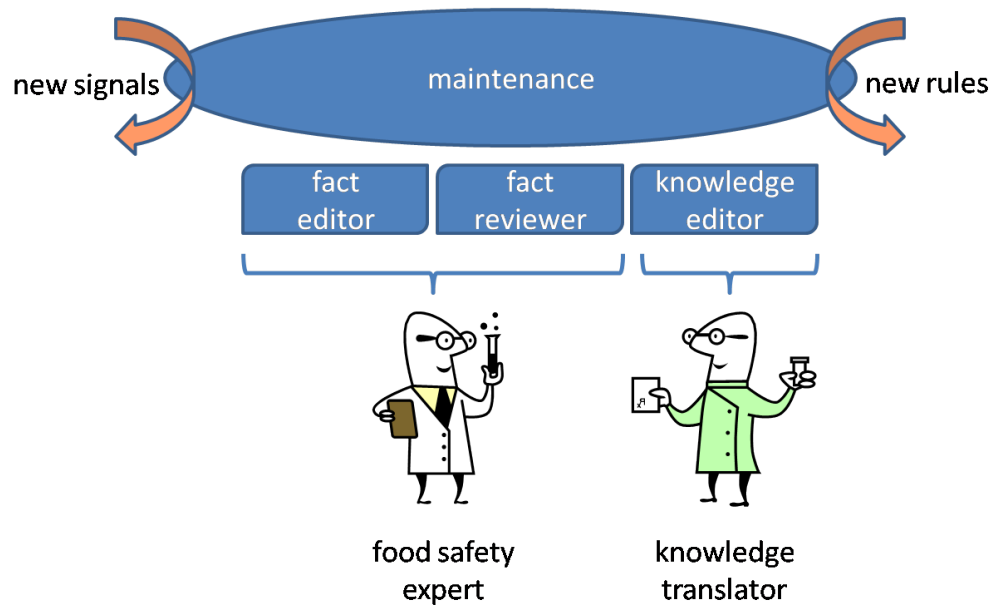 maintenance
new signals
new rules
fact
editor
fact
reviewer
knowledge
editor
food safety
expert
knowledge
translator